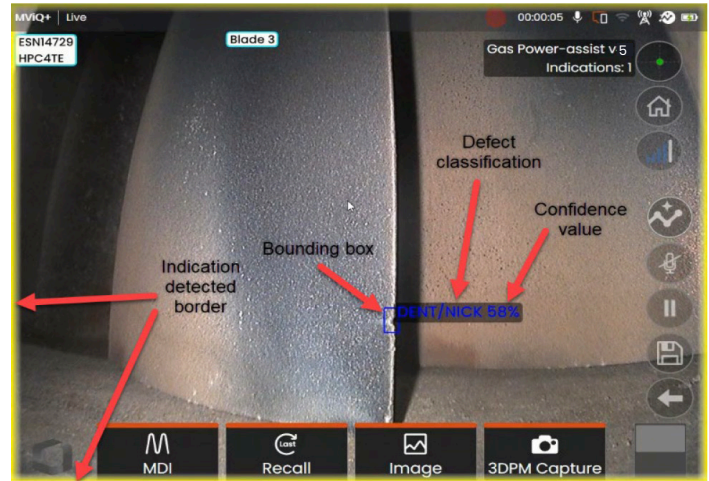 MViQ+ Live
00:00:05
ESN14729
HPC4TE
Blade 3
Gas Power-assist v 5
Indications: 1
Defect
classification
Confidence
value
Bounding box
Indication
detected
border
DENT/NICK 58%
MDI
Last
Recall
Image
3DPM Capture